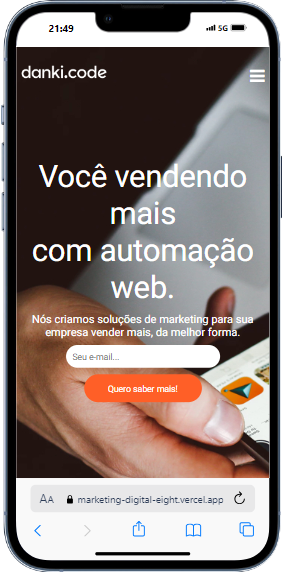 21:49
5G
danki.code
Você vendendo
mais
com automação
web.
Nós criamos soluções de marketing para sua
empresa vender mais, da melhor forma.
Seu e-mail...
Quero saber mais!
AA
marketing-digital-eight.vercel.app